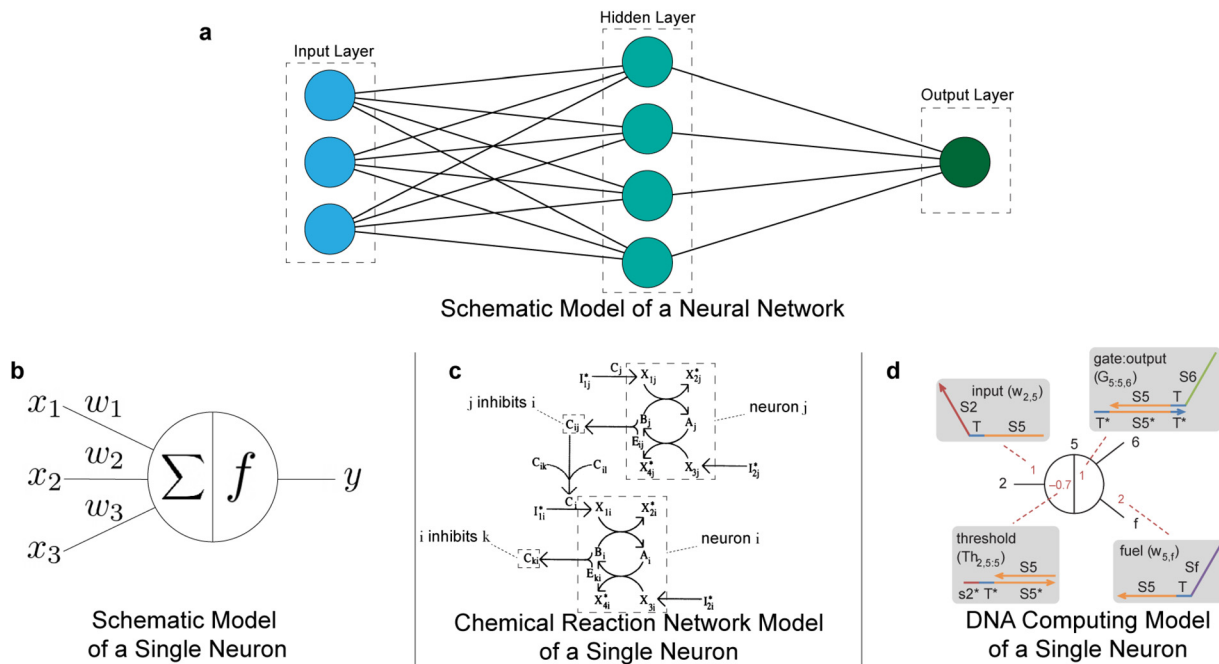 a
Input Layer
Hidden Layer
Output Layer
Schematic Model of a Neural Network
b
x₁
w₁
x₂
w₂
x₃
w₃
Σ
f
y
Schematic Model
of a Single Neuron
c
I*₁ⱼ
Cⱼ
X₁ⱼ
X*₂ⱼ
j inhibits i
Cᵢⱼ
Bⱼ
Aⱼ
neuron j
Eᵢⱼ
X*₄ⱼ
X₃ⱼ
I*₂ⱼ
Cᵢₖ
Cᵢₗ
Cᵢ
I*₁ᵢ
X₁ᵢ
X*₂ᵢ
i inhibits k
Cₖᵢ
Bᵢ
Aᵢ
neuron i
Eₖᵢ
X*₄ᵢ
X₃ᵢ
I*₂ᵢ
Chemical Reaction Network Model
of a Single Neuron
d
input (w₂,₅)
S2
T
S5
gate:output
(G₅:₅,₆)
S6
S5
T
T*
S5*
T*
5
6
1
1
2
−0.7
2
f
threshold
(Th₂,₅:₅)
S5
s2*
T*
S5*
fuel (w₅,f)
Sf
T
S5
DNA Computing Model
of a Single Neuron